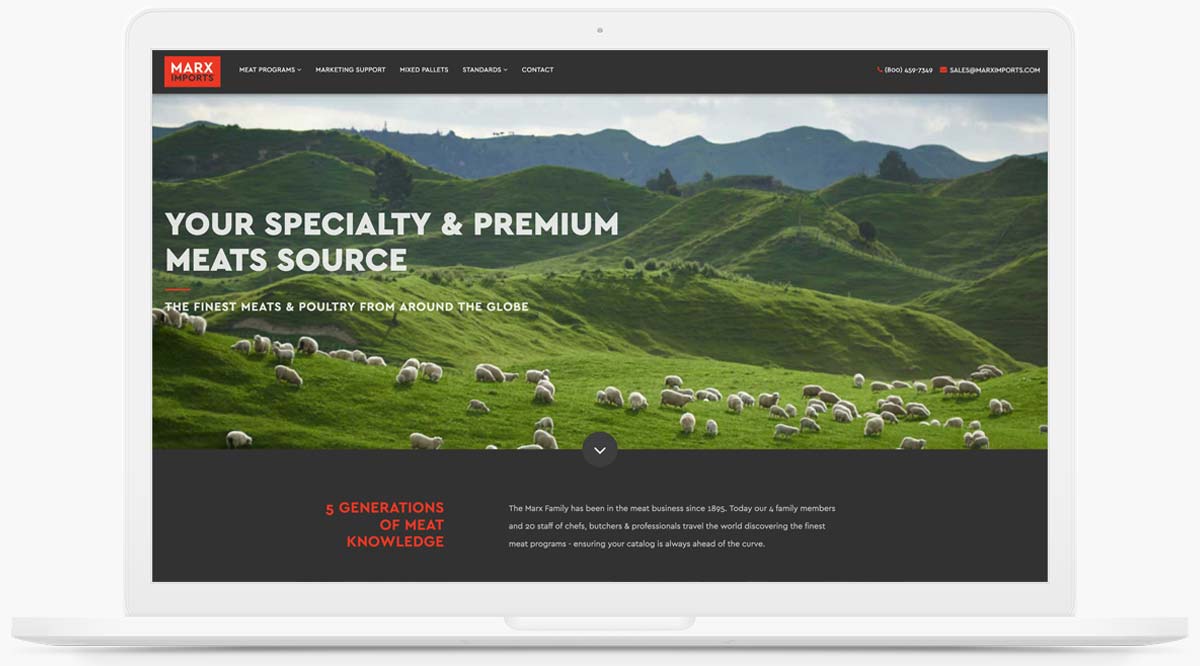 MARX
IMPORTS
MEAT PROGRAMS
MARKETING SUPPORT
MIXED PALLETS
STANDARDS
CONTACT
(800) 459-7349
SALES@MARXIMPORTS.COM
YOUR SPECIALTY & PREMIUM
MEATS SOURCE
THE FINEST MEATS & POULTRY FROM AROUND THE GLOBE
5 GENERATIONS
OF MEAT
KNOWLEDGE
The Marx Family has been in the meat business since 1895. Today our 4 family members
and 20 staff of chefs, butchers & professionals travel the world discovering the finest
meat programs - ensuring your catalog is always ahead of the curve.